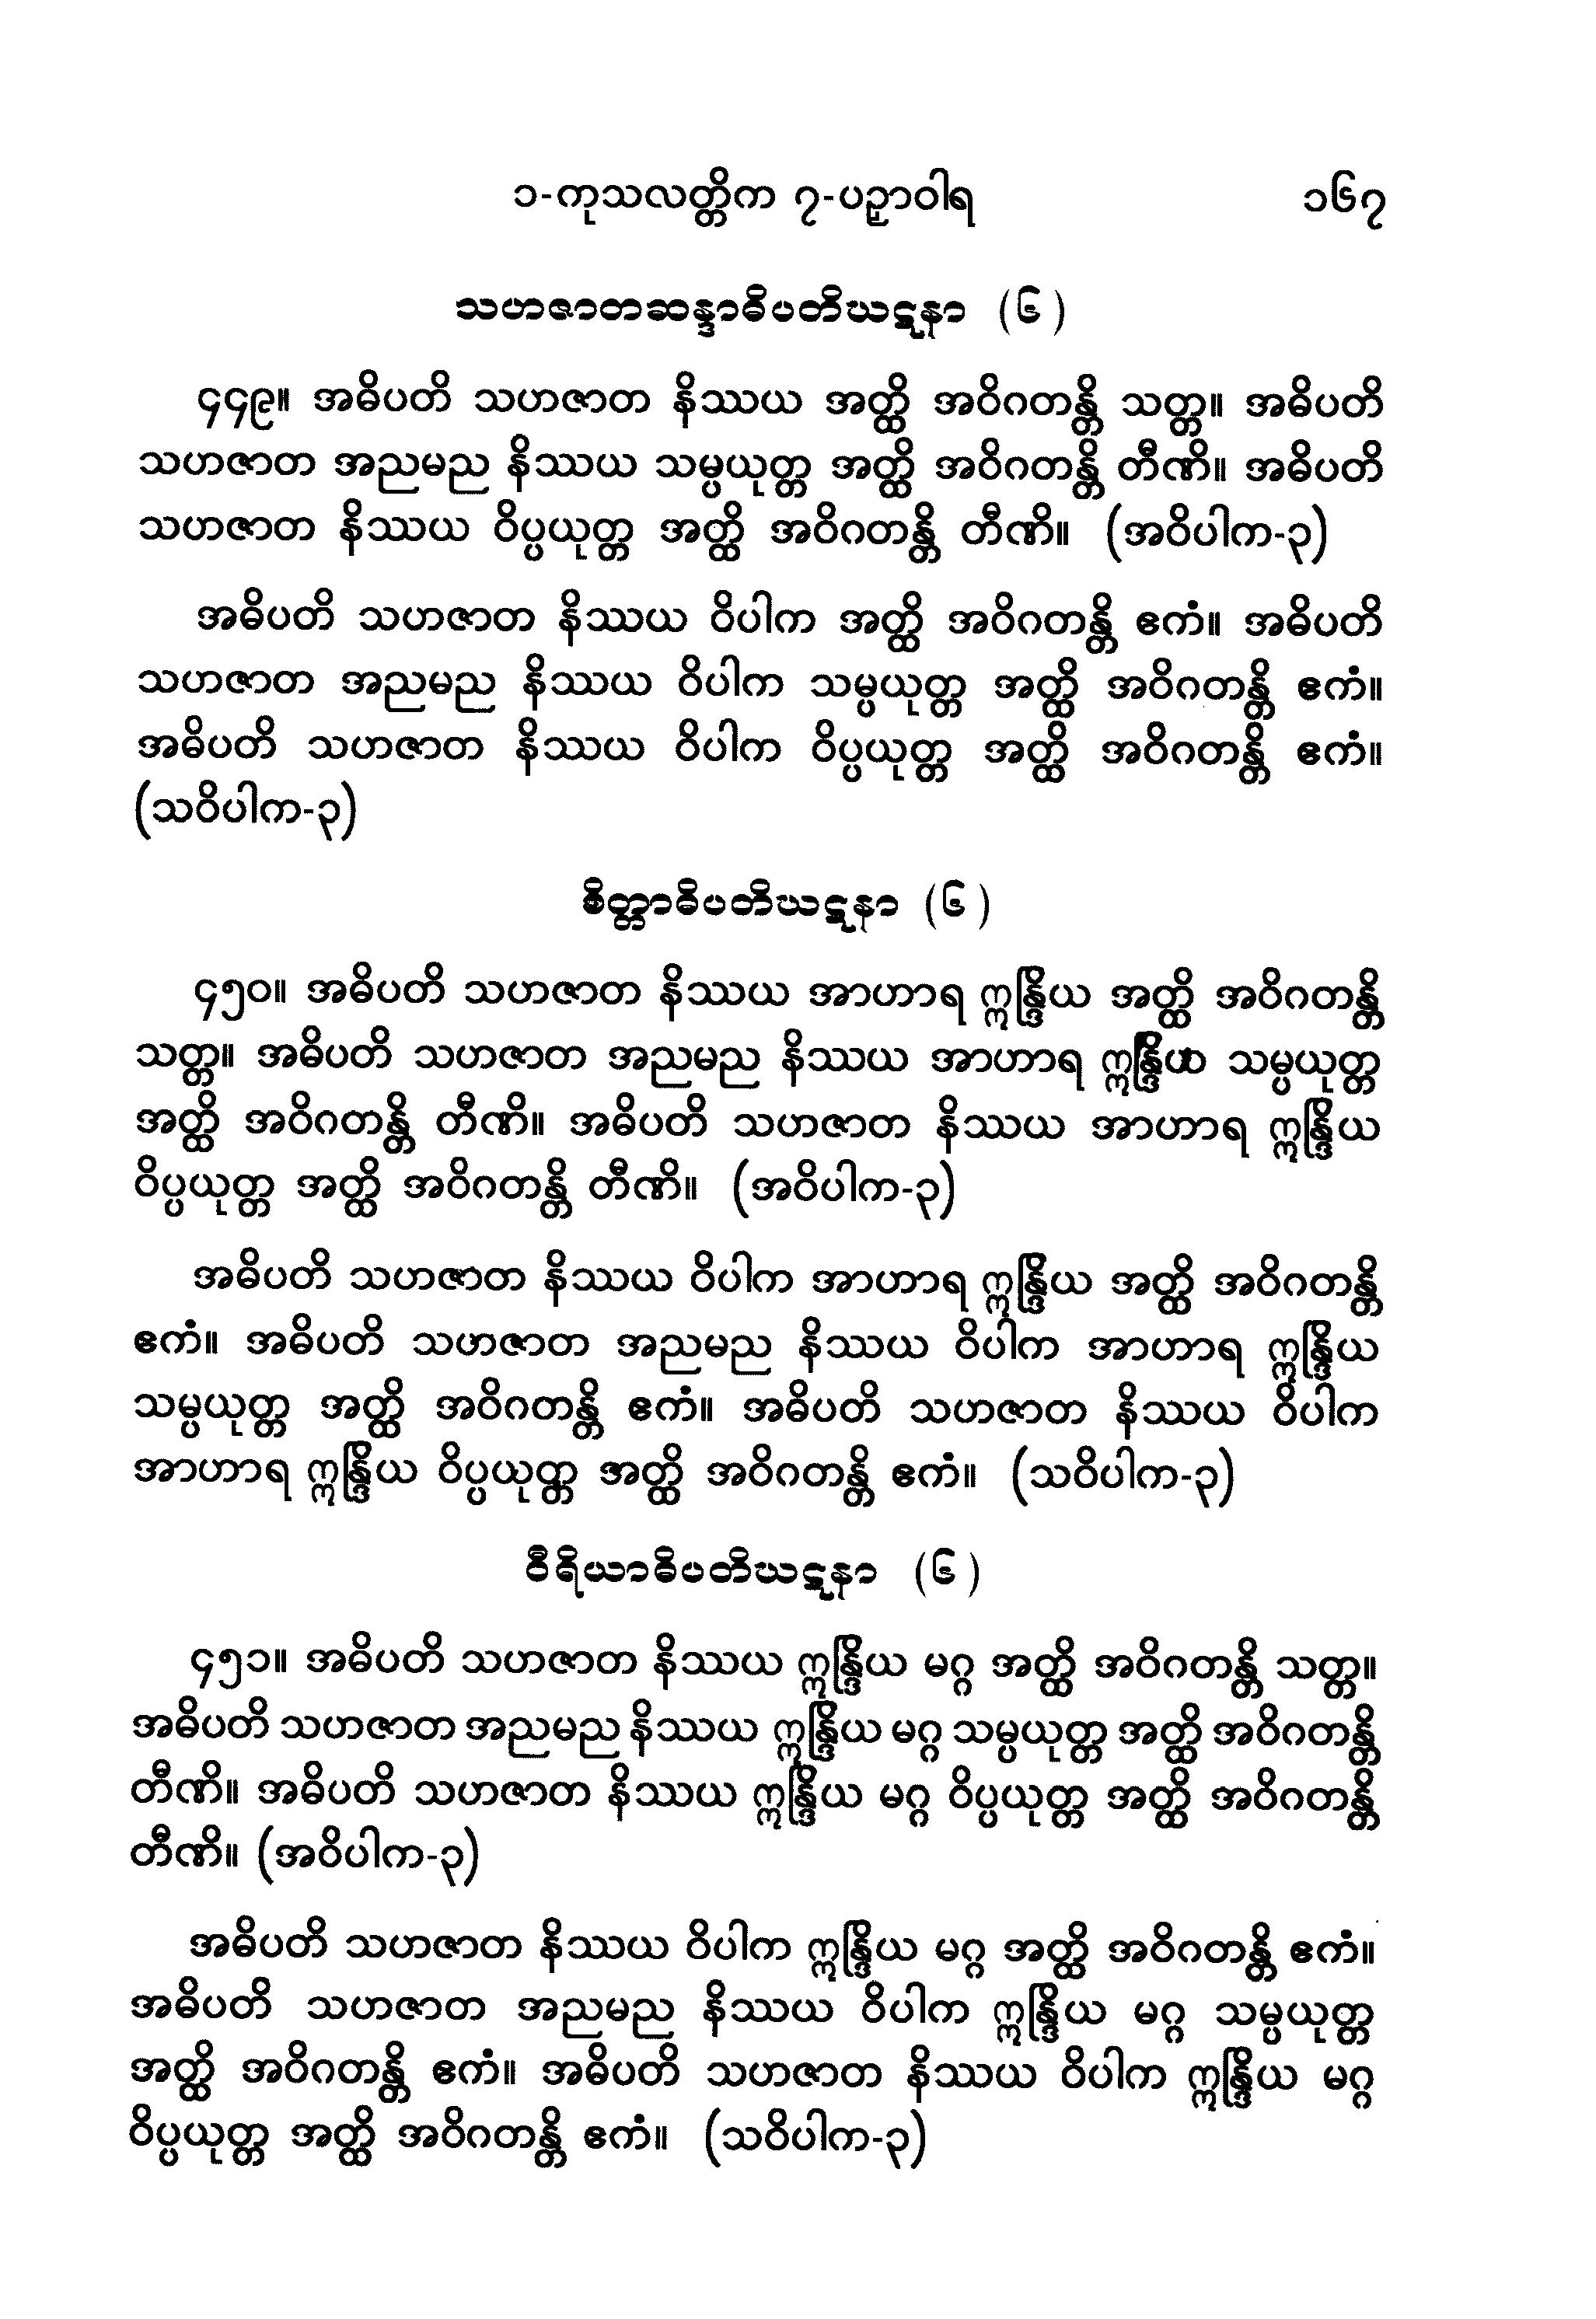 ၁-ကုသလတ္တိက ၇-ပဉှာဝါရ ၁၆၇
သဟဇာတဆန္ဒာဓိပတိဃဋနာ (၆)
၄၄၉။ အဓိပတိ သဟဇာတ နိဿယ အတ္ထိ အဝိဂတန္တိ သတ္တ။ အဓိပတိ
သဟဇာတ အညမည နိဿယ သမ္ပယုတ္တ အတ္ထိ အဝိဂတန္တိ တီဏိ။ အဓိပတိ
သဟဇာတ နိဿယ ဝိပ္ပယုတ္တ အတ္ထိ အဝိဂတန္တိ တီဏိ။ (အဝိပါက-၃)
အဓိပတိ သဟဇာတ နိဿယ ဝိပါက အတ္ထိ အဝိဂတန္တိ ဧကံ။ အဓိပတိ
သဟဇာတ အညမည နိဿယ ဝိပါက သမ္ပယုတ္တ အတ္ထိ အဝိဂတန္တိ ဧကံ။
အဓိပတိ သဟဇာတ နိဿယ ဝိပါက ဝိပ္ပယုတ္တ အတ္ထိ အဝိဂတန္တိ ဧကံ။
(သဝိပါက-၃)
စိတ္တာဓိပတိဃဋနာ (၆)
၄၅၀။ အဓိပတိ သဟဇာတ နိဿယ အာဟာရ ဣန္ဒြိယ အတ္ထိ အဝိဂတန္တိ
သတ္တ။ အဓိပတိ သဟဇာတ အညမည နိဿယ အာဟာရ ဣန္ဒြိယ သမ္ပယုတ္တ
အတ္ထိ အဝိဂတန္တိ တီဏိ။ အဓိပတိ သဟဇာတ နိဿယ အာဟာရ ဣန္ဒြိယ
ဝိပ္ပယုတ္တ အတ္ထိ အဝိဂတန္တိ တီဏိ။ (အဝိပါက-၃)
အဓိပတိ သဟဇာတ နိဿယ ဝိပါက အာဟာရ ဣန္ဒြိယ အတ္ထိ အဝိဂတန္တိ
ဧကံ။ အဓိပတိ သဟဇာတ အညမည နိဿယ ဝိပါက အာဟာရ ဣန္ဒြိယ
သမ္ပယုတ္တ အတ္ထိ အဝိဂတန္တိ ဧကံ။ အဓိပတိ သဟဇာတ နိဿယ ဝိပါက
အာဟာရ ဣန္ဒြိယ ဝိပ္ပယုတ္တ အတ္ထိ အဝိဂတန္တိ ဧကံ။ (သဝိပါက-၃)
ဝီရိယာဓိပတိဃဋနာ (၆)
၄၅၁။ အဓိပတိ သဟဇာတ နိဿယ ဣန္ဒြိယ မဂ္ဂ အတ္ထိ အဝိဂတန္တိ သတ္တ။
အဓိပတိ သဟဇာတ အညမည နိဿယ ဣန္ဒြိယ မဂ္ဂ သမ္ပယုတ္တ အတ္ထိ အဝိဂတန္တိ
တီဏိ။ အဓိပတိ သဟဇာတ နိဿယ ဣန္ဒြိယ မဂ္ဂ ဝိပ္ပယုတ္တ အတ္ထိ အဝိဂတန္တိ
တီဏိ။ (အဝိပါက-၃)
အဓိပတိ သဟဇာတ နိဿယ ဝိပါက ဣန္ဒြိယ မဂ္ဂ အတ္ထိ အဝိဂတန္တိ ဧကံ။
အဓိပတိ သဟဇာတ အညမည နိဿယ ဝိပါက ဣန္ဒြိယ မဂ္ဂ သမ္ပယုတ္တ
အတ္ထိ အဝိဂတန္တိ ဧကံ။ အဓိပတိ သဟဇာတ နိဿယ ဝိပါက ဣန္ဒြိယ မဂ္ဂ
ဝိပ္ပယုတ္တ အတ္ထိ အဝိဂတန္တိ ဧကံ။ (သဝိပါက-၃)